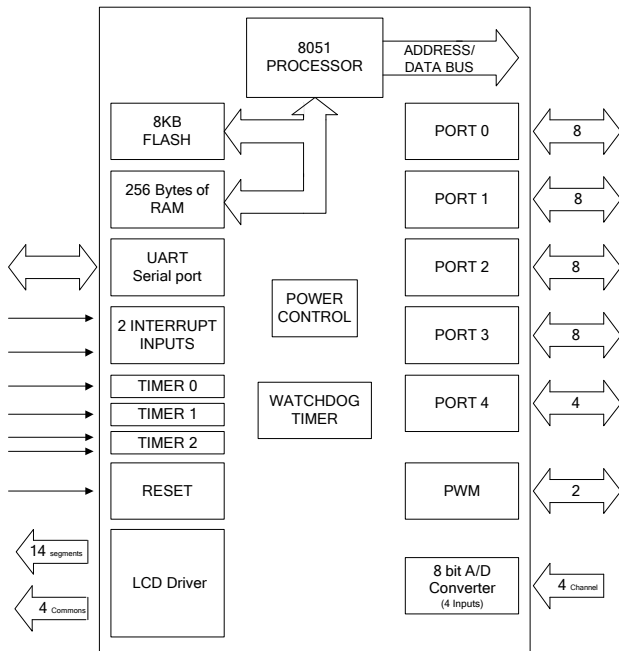 8051
PROCESSOR
ADDRESS/
DATA BUS
8KB
FLASH
PORT 0
8
256 Bytes of
RAM
PORT 1
8
UART
Serial port
PORT 2
8
POWER
CONTROL
2 INTERRUPT
INPUTS
PORT 3
8
TIMER 0
TIMER 1
TIMER 2
WATCHDOG
TIMER
PORT 4
4
RESET
PWM
2
14 segments
4 Commons
LCD Driver
8 bit A/D
Converter
(4 Inputs)
4 Channel